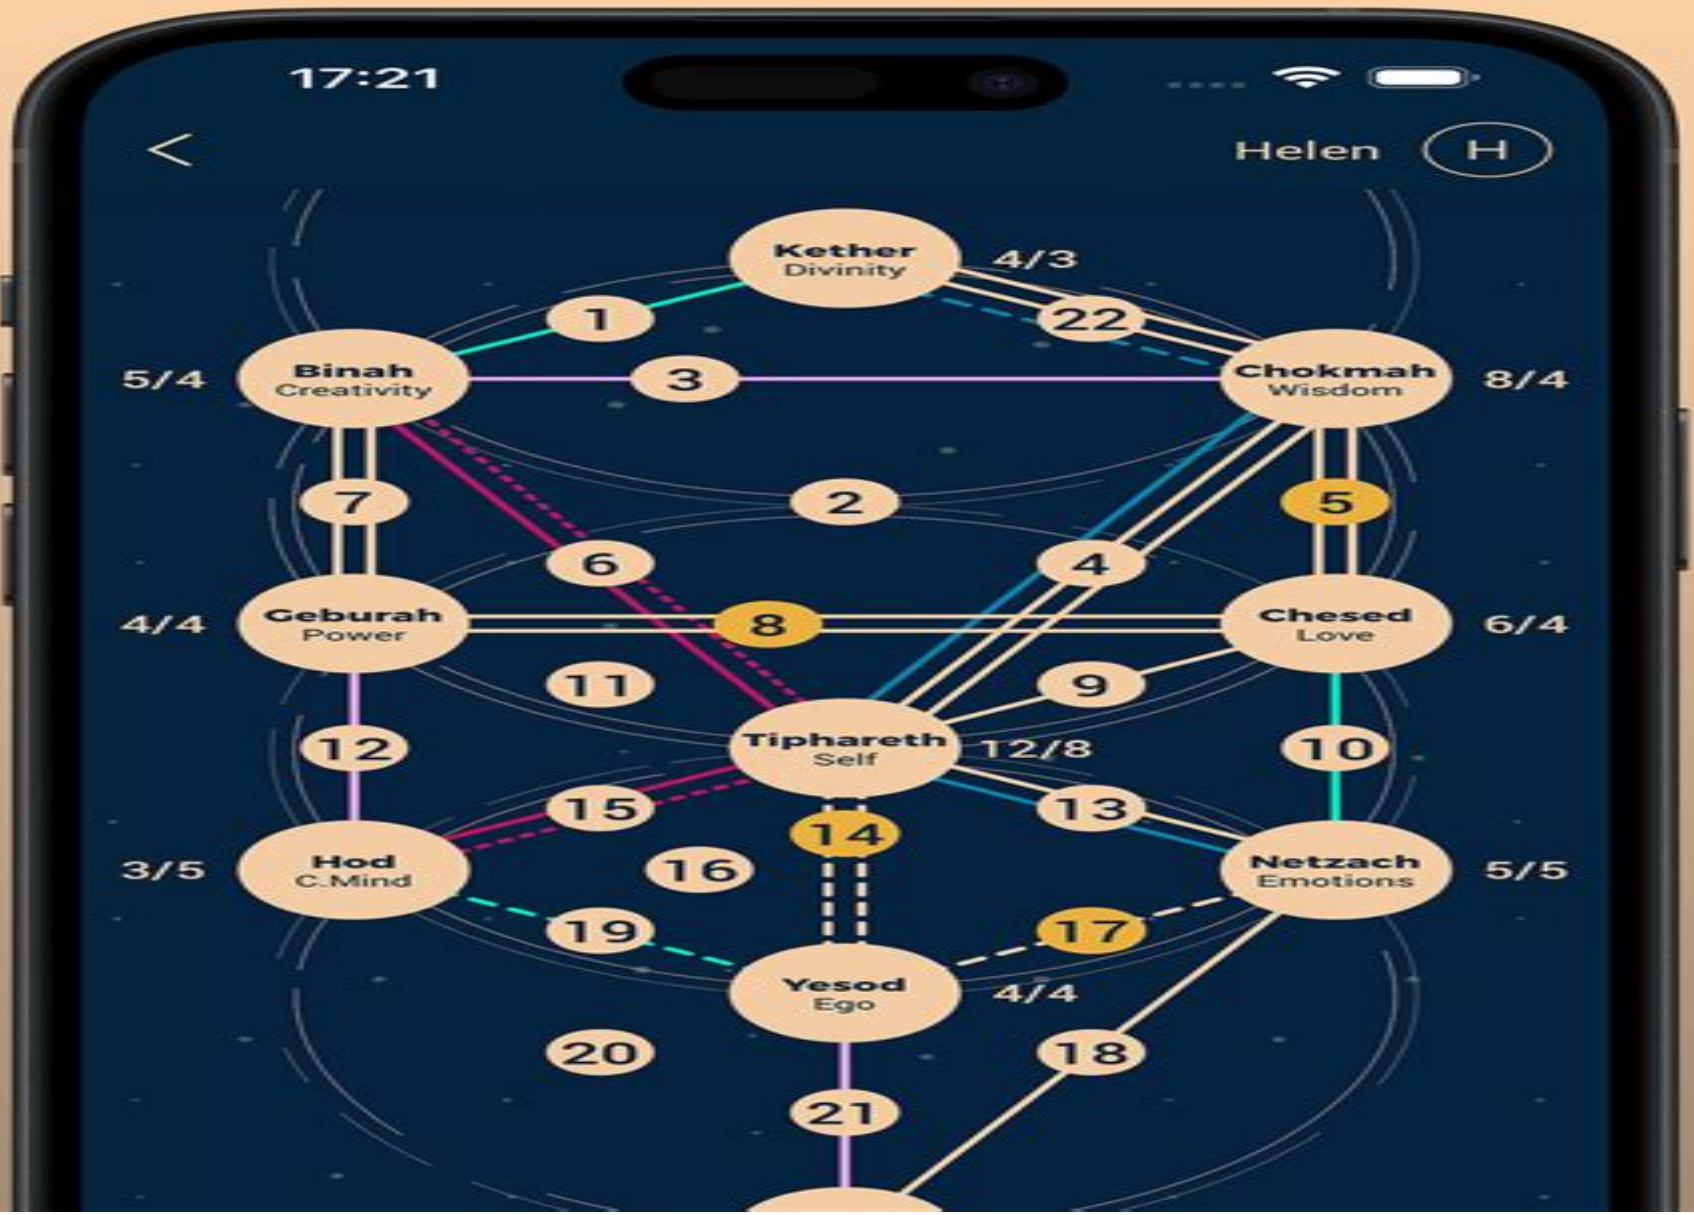 17:21
Helen H
Kether
Divinity
4/3
1
22
5/4
Binah
Creativity
3
Chokmah
Wisdom
8/4
7
2
5
6
4
4/4
Geburah
Power
8
Chesed
Love
6/4
11
9
12
Tiphareth
Self
12/8
10
15
14
13
3/5
Hod
C.Mind
16
Netzach
Emotions
5/5
19
17
Yesod
Ego
4/4
20
18
21